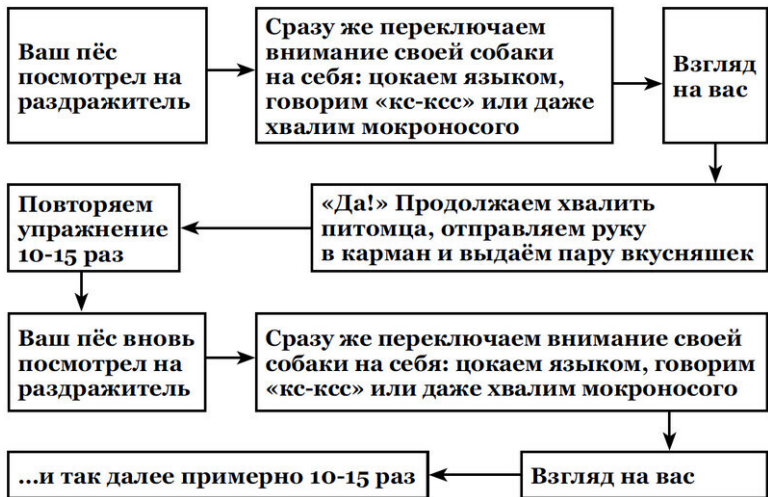 Ваш пёс
посмотрел на
раздражитель
Сразу же переключаем
внимание своей собаки
на себя: цокаем языком,
говорим «кс-ксс» или даже
хвалим мокроносого
Взгляд
на вас
«Да!» Продолжаем хвалить
питомца, отправляем руку
в карман и выдаём пару вкусняшек
Повторяем
упражнение
10-15 раз
Ваш пёс вновь
посмотрел на
раздражитель
Сразу же переключаем внимание своей
собаки на себя: цокаем языком, говорим
«кс-ксс» или даже хвалим мокроносого
Взгляд на вас
...и так далее примерно 10-15 раз